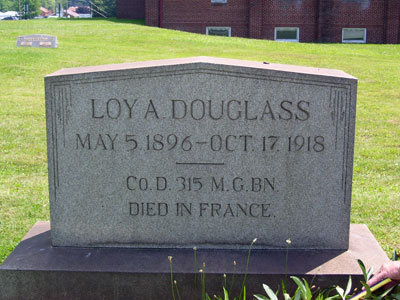 LOY A. DOUGLASS
MAY 5. 1896–OCT. 17. 1918
CO. D. 315 M.G. BN.
DIED IN FRANCE.